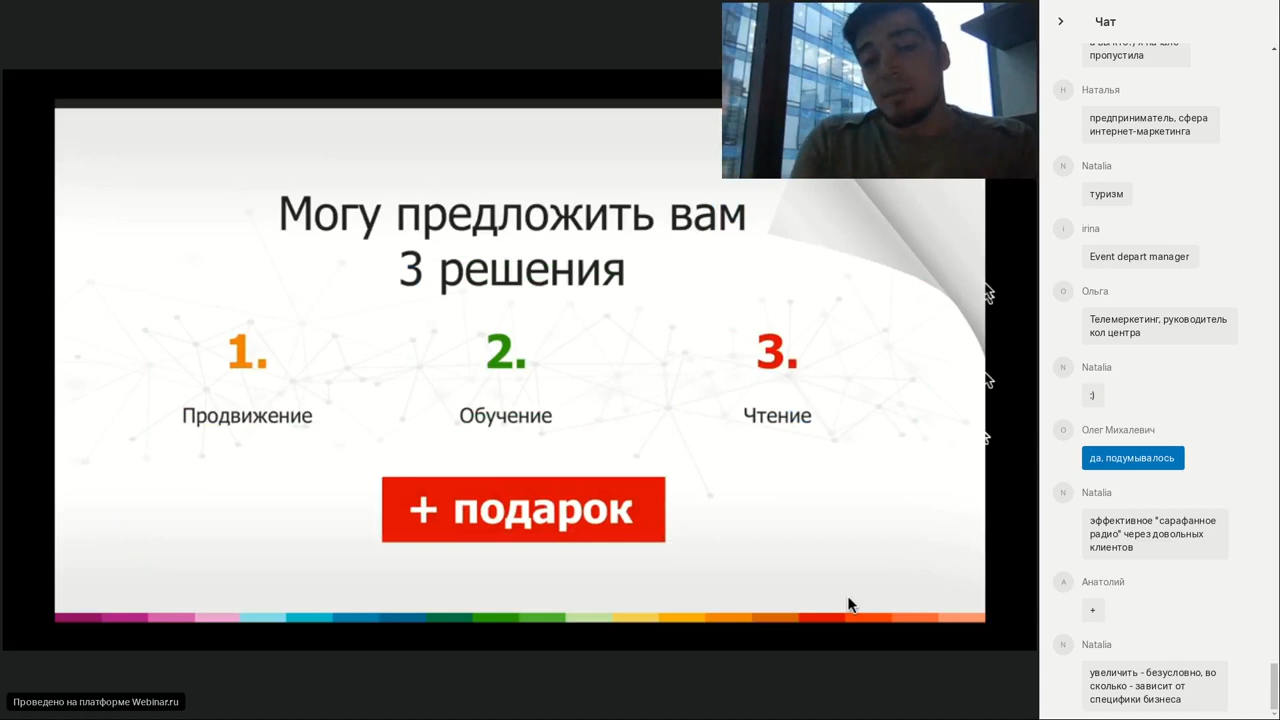 Могу предложить вам
3 решения
1.
2.
3.
Продвижение
Обучение
Чтение
+ подарок
Проведено на платформе Webinar.ru
Чат
пропустила
Н
Наталья
предприниматель, сфера
интернет-маркетинга
N
Natalia
туризм
i
irina
Event depart manager
О
Ольга
Телемеркетинг, руководитель
кол центра
N
Natalia
:)
О
Олег Михалевич
да, подумывалось
N
Natalia
эффективное "сарафанное
радио" через довольных
клиентов
А
Анатолий
+
N
Natalia
увеличить - безусловно, во
сколько - зависит от
специфики бизнеса